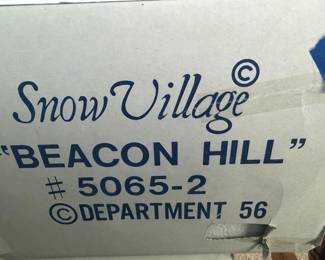 Snow Village ©
"BEACON HILL"
# 5065-2
© DEPARTMENT 56